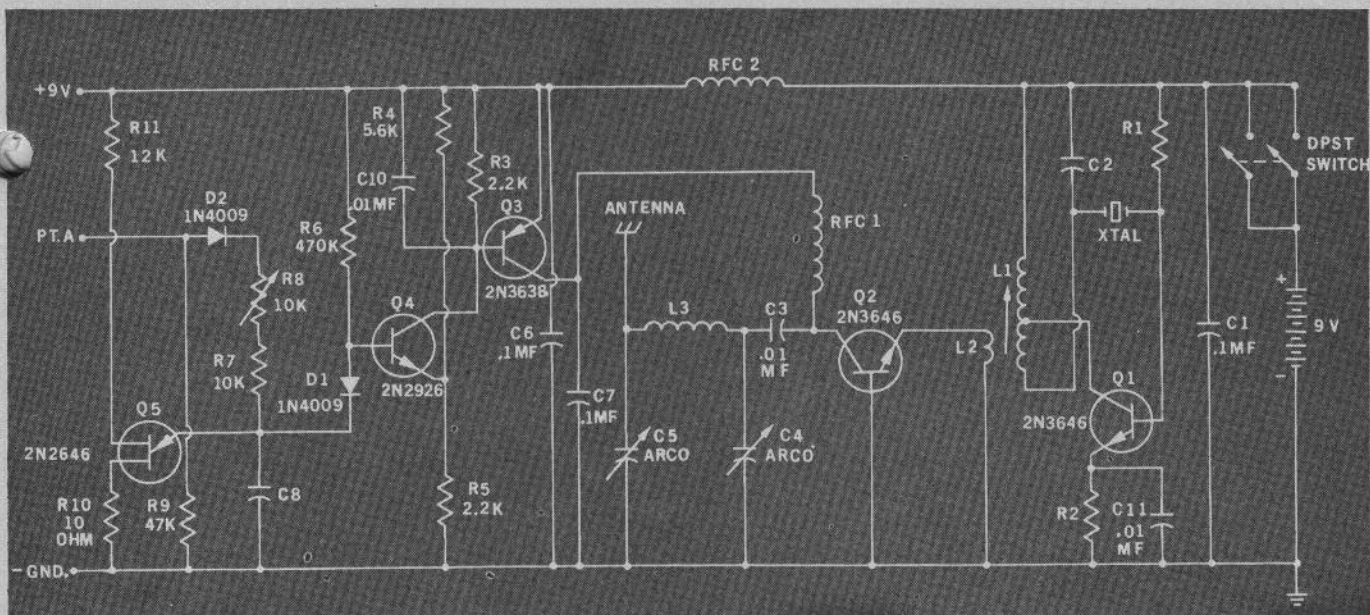 RFC 2
+9V
R11
12K
R4
5.6K
R1
DPST
SWITCH
C2
R3
2.2K
C10
.01MF
Q3
D2
1N4009
ANTENNA
RFC 1
XTAL
PT.A
R6
470K
R8
10K
2N3638
L1
+
Q4
C6
.1MF
L3
C3
.01
MF
Q2
2N3646
C1
.1MF
9V
R7
10K
D1
1N4009
L2
-
2N2926
C7
.1MF
Q1
Q5
2N3646
2N2646
C5
ARCO
C4
ARCO
C8
R5
2.2K
R10
10
OHM
R9
47K
R2
C11
.01
MF
-GND.